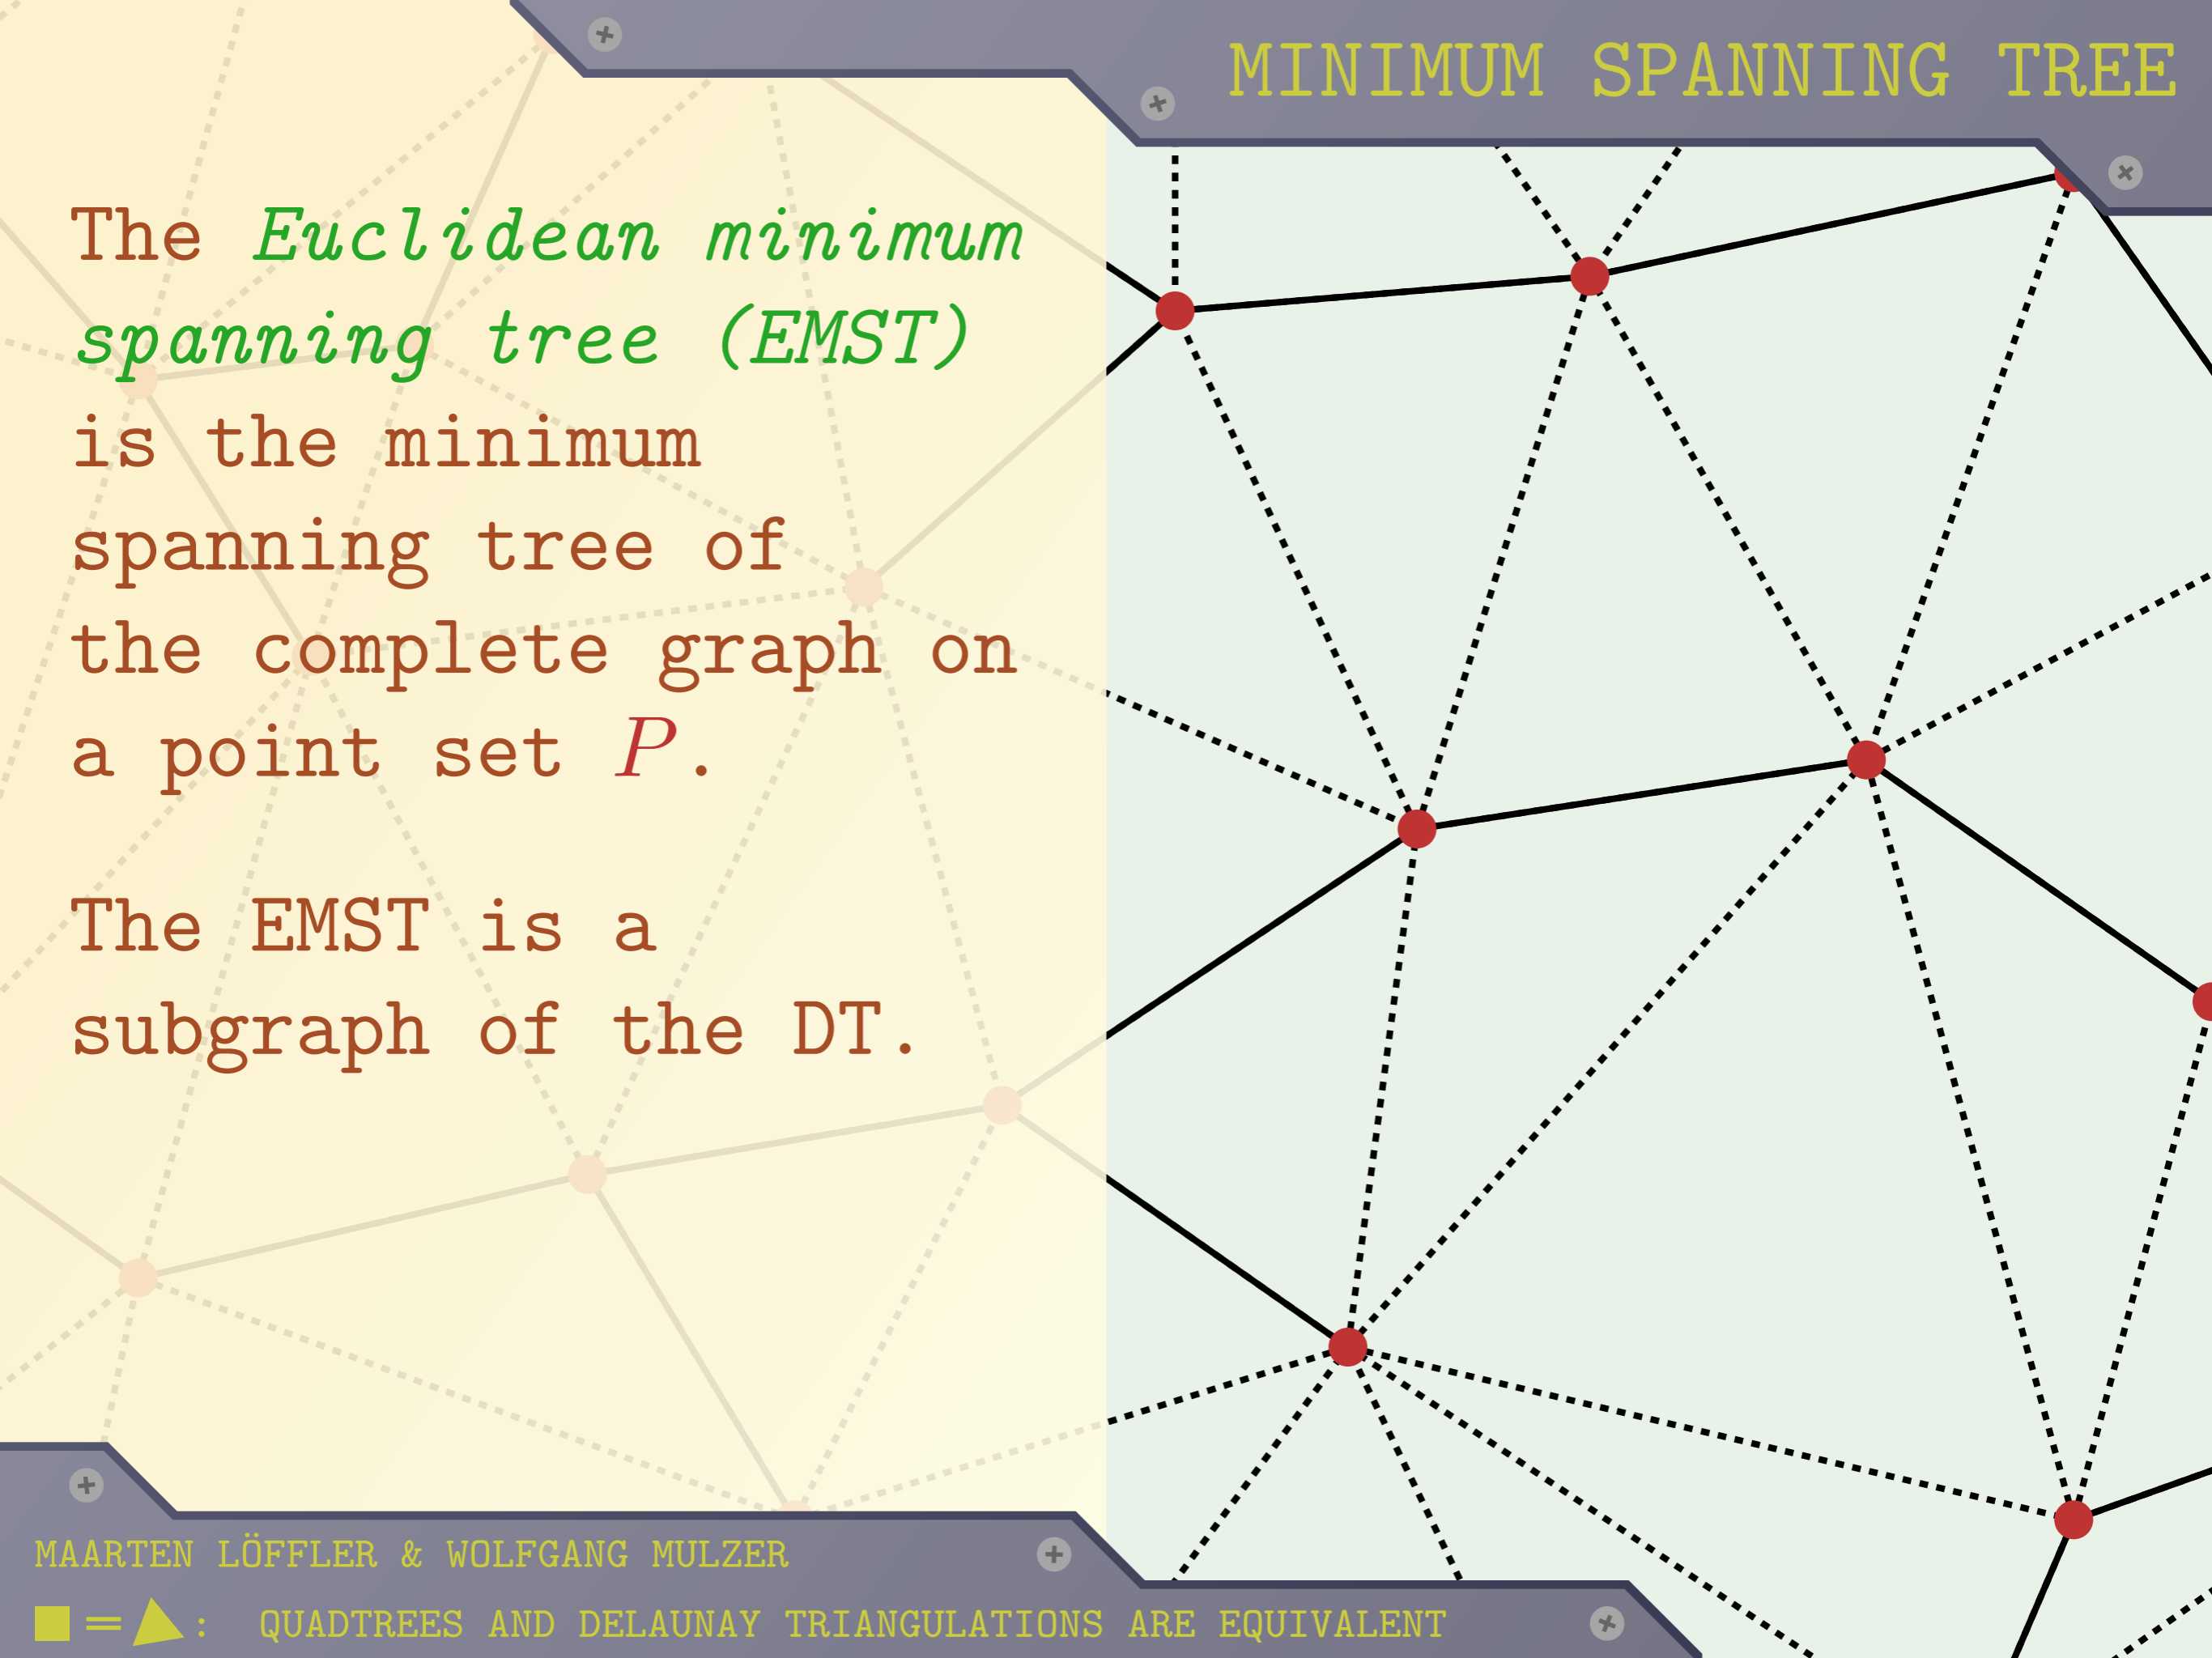 MINIMUM SPANNING TREE
The Euclidean minimum
spanning tree (EMST)
is the minimum
spanning tree of
the complete graph on
a point set P.
The EMST is a
subgraph of the DT.
MAARTEN LÖFFLER & WOLFGANG MULZER
■=▲: QUADTREES AND DELAUNAY TRIANGULATIONS ARE EQUIVALENT